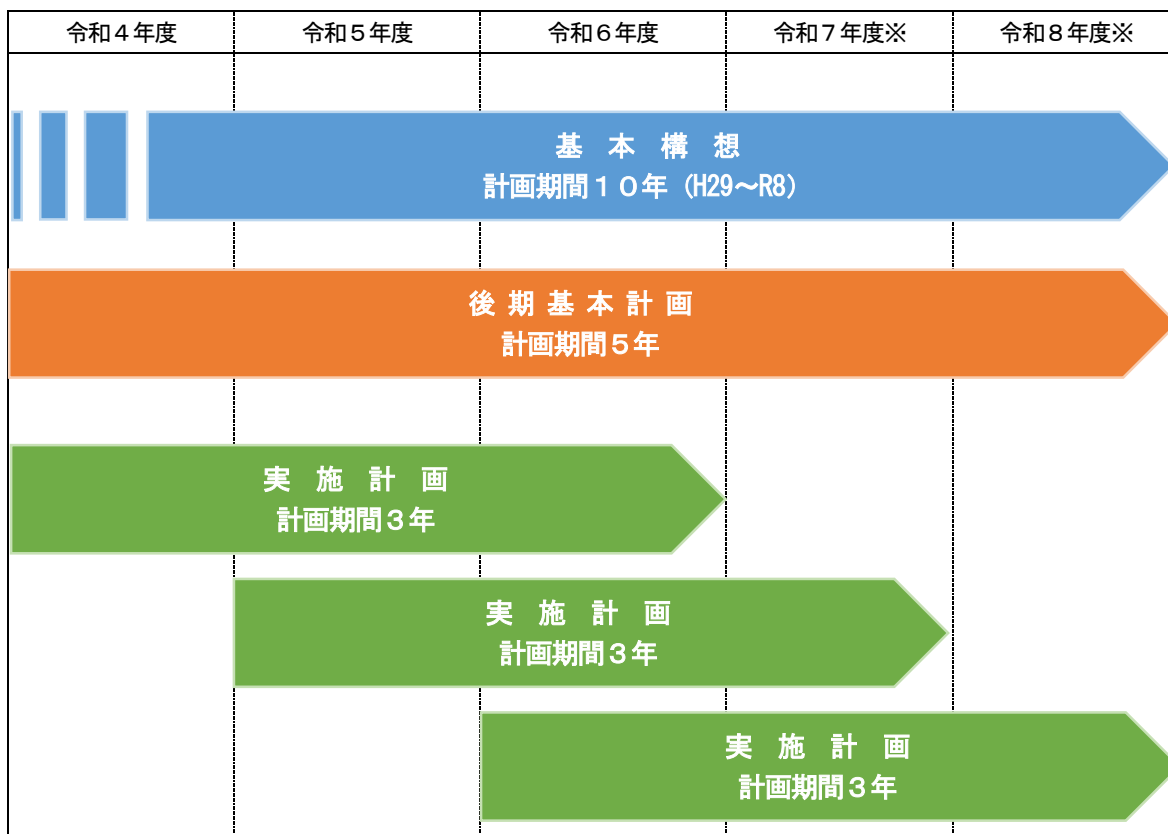 令和４年度
令和５年度
令和６年度
令和７年度※
令和８年度※
基　本　構　想
計画期間１０年（H29～R8）
後 期 基 本 計 画
計画期間５年
実　施　計　画
計画期間３年
実　施　計　画
計画期間３年
実　施　計　画
計画期間３年